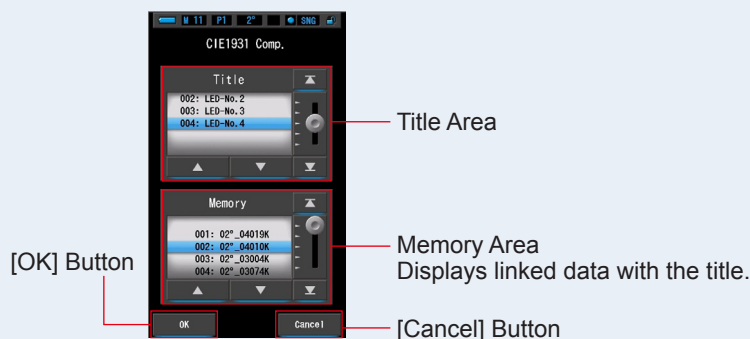 M 11 P1 2° SNG
CIE1931 Comp.
Title
002: LED-No.2
003: LED-No.3
004: LED-No.4
Title Area
Memory
001: 02°_04019K
002: 02°_04010K
003: 02°_03004K
004: 02°_03074K
Memory Area
Displays linked data with the title.
[OK] Button
OK
Cancel
[Cancel] Button